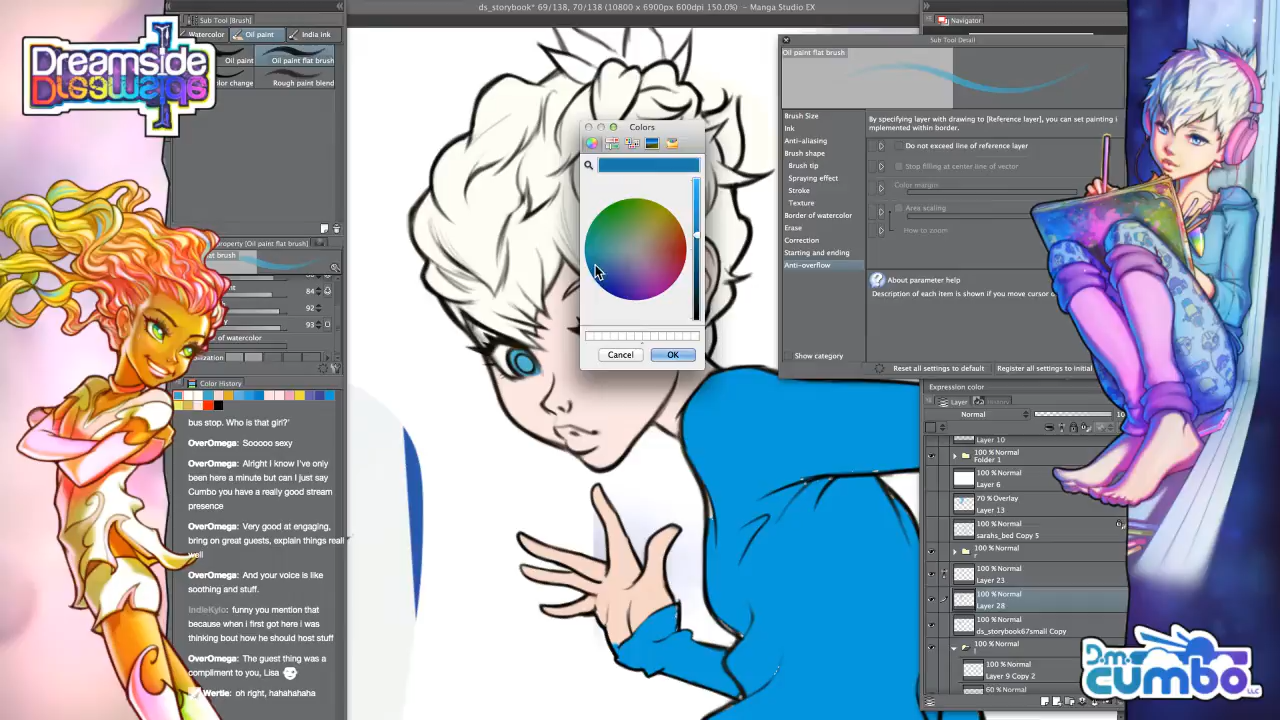 ds_storybook* 69/138, 70/138 (10800 x 6900px 600dpi 150.0%) - Manga Studio EX
Sub Tool [Brush]
Watercolor
Oil paint
India ink
Oil paint
Oil paint flat brush
Rough paint blend
Dreamside
property [Oil paint flat brush]
84
92
93
of watercolor
Color History
bus stop. Who is that girl?'
OverOmega: Sooooo sexy
OverOmega: Alright I know I've only
been here a minute but can I just say
Cumbo you have a really good stream
presence
OverOmega: Very good at engaging,
bring on great guests, explain things really
well
OverOmega: And your voice is like
soothing and stuff.
IndieKylo: funny you mention that
because when i first got here i was
thinking bout how he should host stuff
OverOmega: The guest thing was a
compliment to you, Lisa
Wertle: oh right, hahahahaha
Colors
Cancel
OK
Sub Tool Detail
Oil paint flat brush
Brush Size
Ink
Anti-aliasing
Brush shape
Brush tip
Spraying effect
Stroke
Texture
Border of watercolor
Erase
Correction
Starting and ending
Anti-overflow
Show category
By specifying layer with drawing to [Reference layer], you can set painting i
mplemented within border.
Do not exceed line of reference layer
Stop filling at center line of vector
Color margin
Area scaling
How to zoom
About parameter help
Description of each item is shown if you move cursor
Reset all settings to default
Register all settings to initial
Navigator
Expression color
Layer
History
Normal
Layer 10
100 % Normal
Folder 1
100 % Normal
Layer 6
70 % Overlay
Layer 13
100 % Normal
sarahs_bed Copy 5
100 % Normal
100 % Normal
Layer 23
100 % Normal
Layer 28
100 % Normal
ds_storybook67small Copy
100 % Normal
100 % Normal
Layer 9 Copy 2
60 % Normal
D.M.
CUMBO
LLC